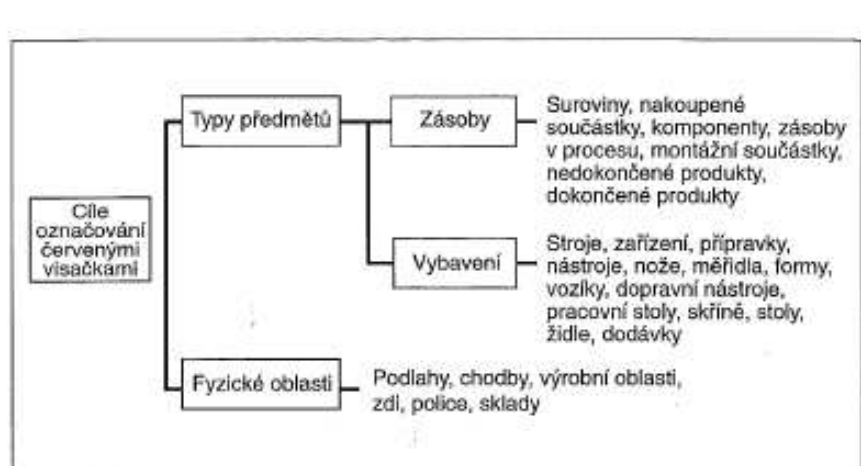 Typy předmětů
Zásoby
Suroviny, nakoupené
součástky, komponenty, zásoby
v procesu, montážní součástky,
nedokončené produkty,
dokončené produkty
Cíle
označování
červenými
visačkami
Vybavení
Stroje, zařízení, přípravky,
nástroje, nože, měřidla, formy,
vozíky, dopravní nástroje,
pracovní stoly, skříně, stoly,
židle, dodávky
Fyzické oblasti
Podlahy, chodby, výrobní oblasti,
zdi, police, sklady